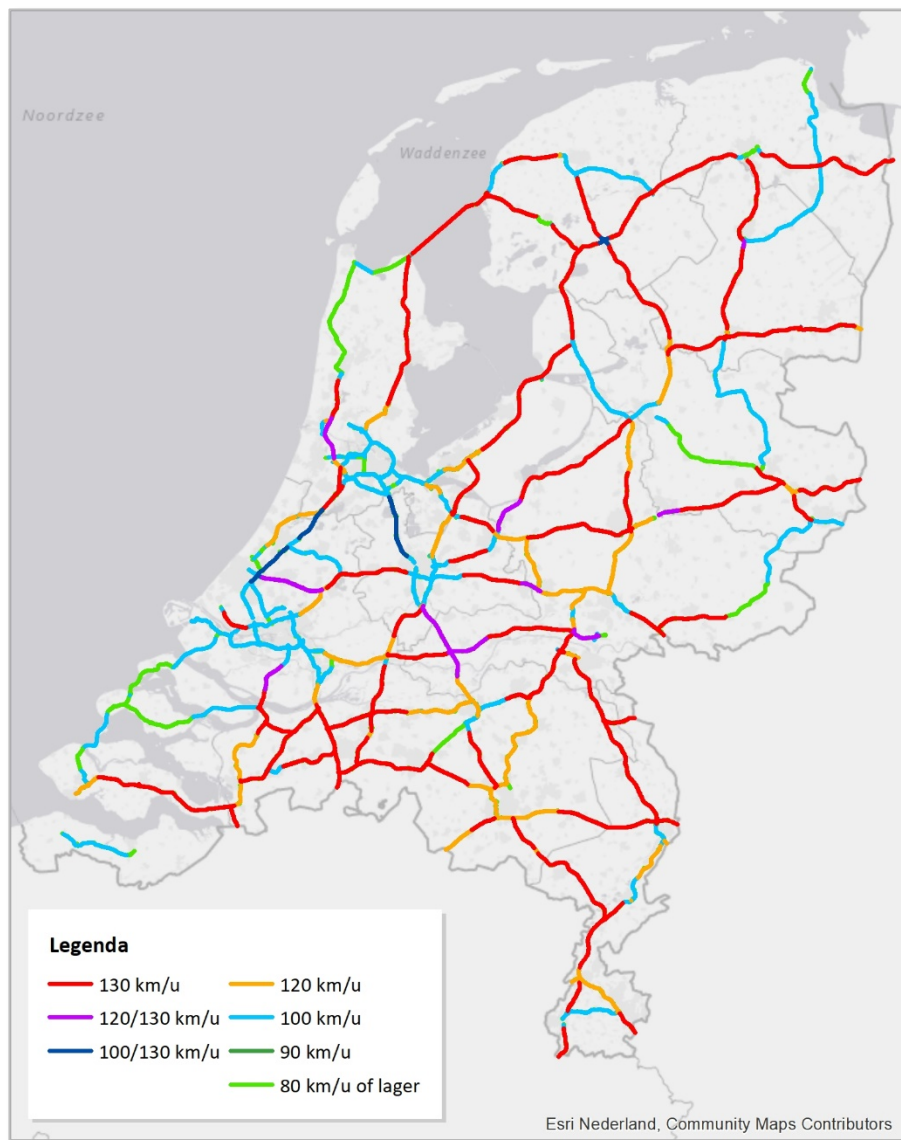 Noordzee
Waddenzee
Legenda
130 km/u
120 km/u
120/130 km/u
100 km/u
100/130 km/u
90 km/u
80 km/u of lager
Esri Nederland, Community Maps Contributors